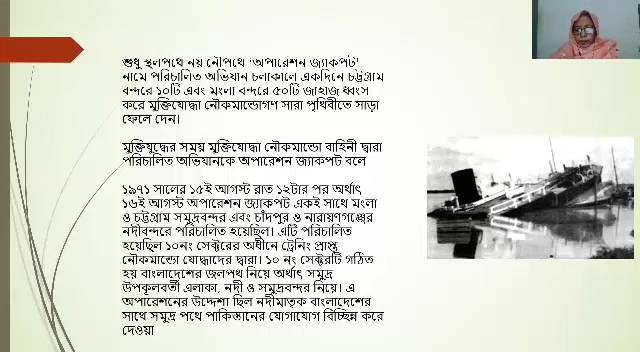 শুধু স্থলপথে নয় নৌপথে 'অপারেশন জ্যাকপট'
নামে পরিচালিত অভিযান চলাকালে একদিনে চট্টগ্রাম
বন্দরে ১০টি এবং মংলা বন্দরে ৫০টি জাহাজ ধ্বংস
করে মুক্তিযোদ্ধা নৌকমান্ডোগণ সারা পৃথিবীতে সাড়া
ফেলে দেন।
মুক্তিযুদ্ধের সময় মুক্তিযোদ্ধা নৌকমান্ডো বাহিনী দ্বারা
পরিচালিত অভিযানকে অপারেশন জ্যাকপট বলে
১৯৭১ সালের ১৫ই আগস্ট রাত ১২টার পর অর্থাৎ
১৬ই আগস্ট অপারেশন জ্যাকপট একই সাথে মংলা
ও চট্টগ্রাম সমুদ্রবন্দর এবং চাঁদপুর ও নারায়ণগঞ্জের
নদীবন্দরে পরিচালিত হয়েছিল। এটি পরিচালিত
হয়েছিল ১০নং সেক্টরের অধীনে ট্রেনিং প্রাপ্ত
নৌকমান্ডো যোদ্ধাদের দ্বারা। ১০ নং সেক্টরটি গঠিত
হয় বাংলাদেশের জলপথ নিয়ে অর্থাৎ সমুদ্র
উপকূলবর্তী এলাকা, নদী ও সমুদ্রবন্দর নিয়ে। এ
অপারেশনের উদ্দেশ্য ছিল নদীমাতৃক বাংলাদেশের
সাথে সমুদ্র পথে পাকিস্তানের যোগাযোগ বিচ্ছিন্ন করে
দেওয়া